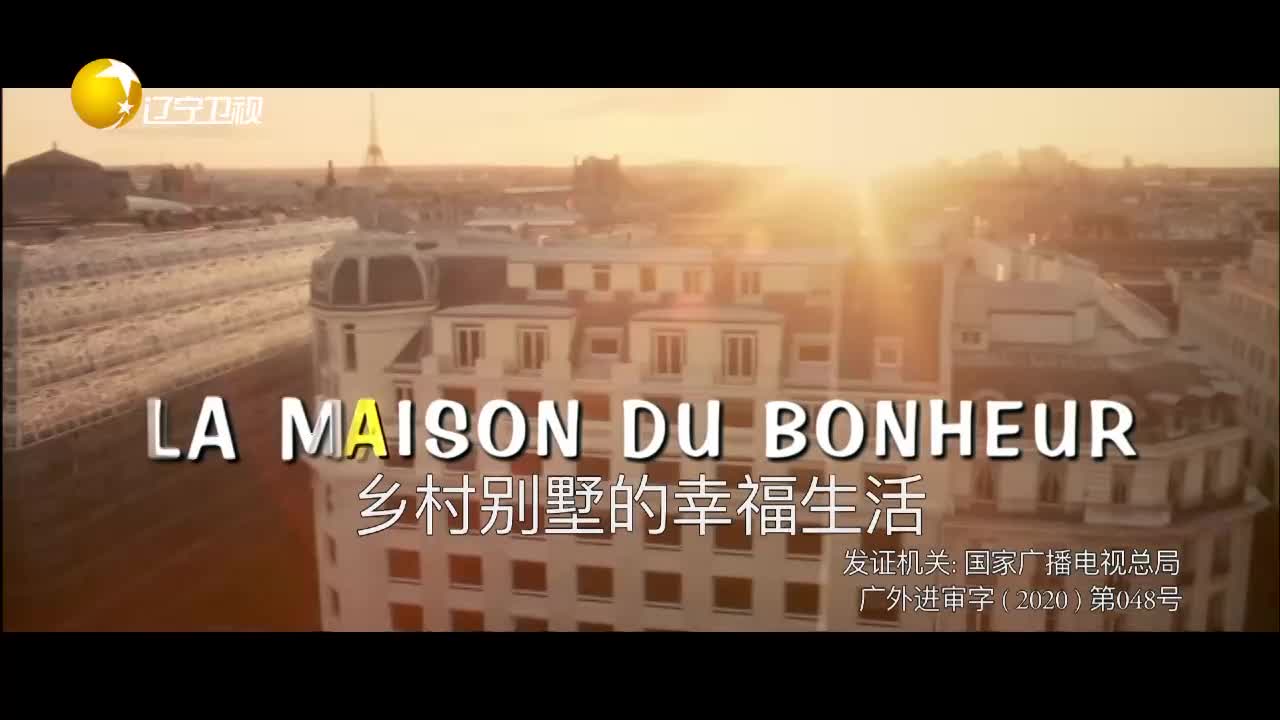 辽宁卫视
LA MAISON DU BONHEUR
乡村别墅的幸福生活
发证机关: 国家广播电视总局
广外进审字 ( 2020 ) 第048号